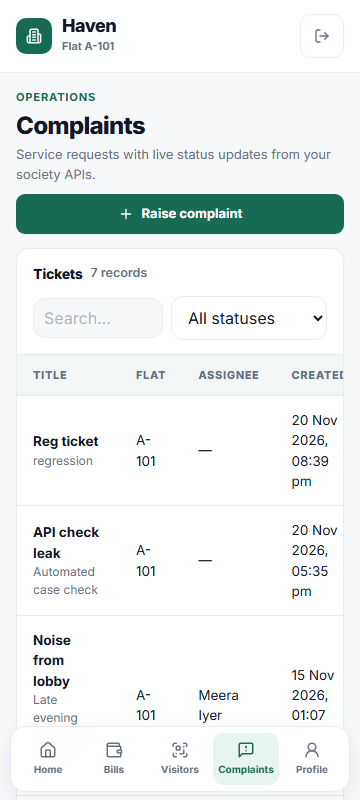 Haven
Flat A-101
OPERATIONS
Complaints
Service requests with live status updates from your
society APIs.
+ Raise complaint
Tickets 7 records
Search...
All statuses
TITLE FLAT ASSIGNEE CREATED
Reg ticket
regression
A-
101
—
20 Nov
2026,
08:39
pm
API check
leak
Automated
case check
A-
101
—
20 Nov
2026,
05:35
pm
Noise
from
lobby
Late
evening
A-
101
Meera
Iyer
15 Nov
2026,
01:07
Home Bills Visitors Complaints Profile